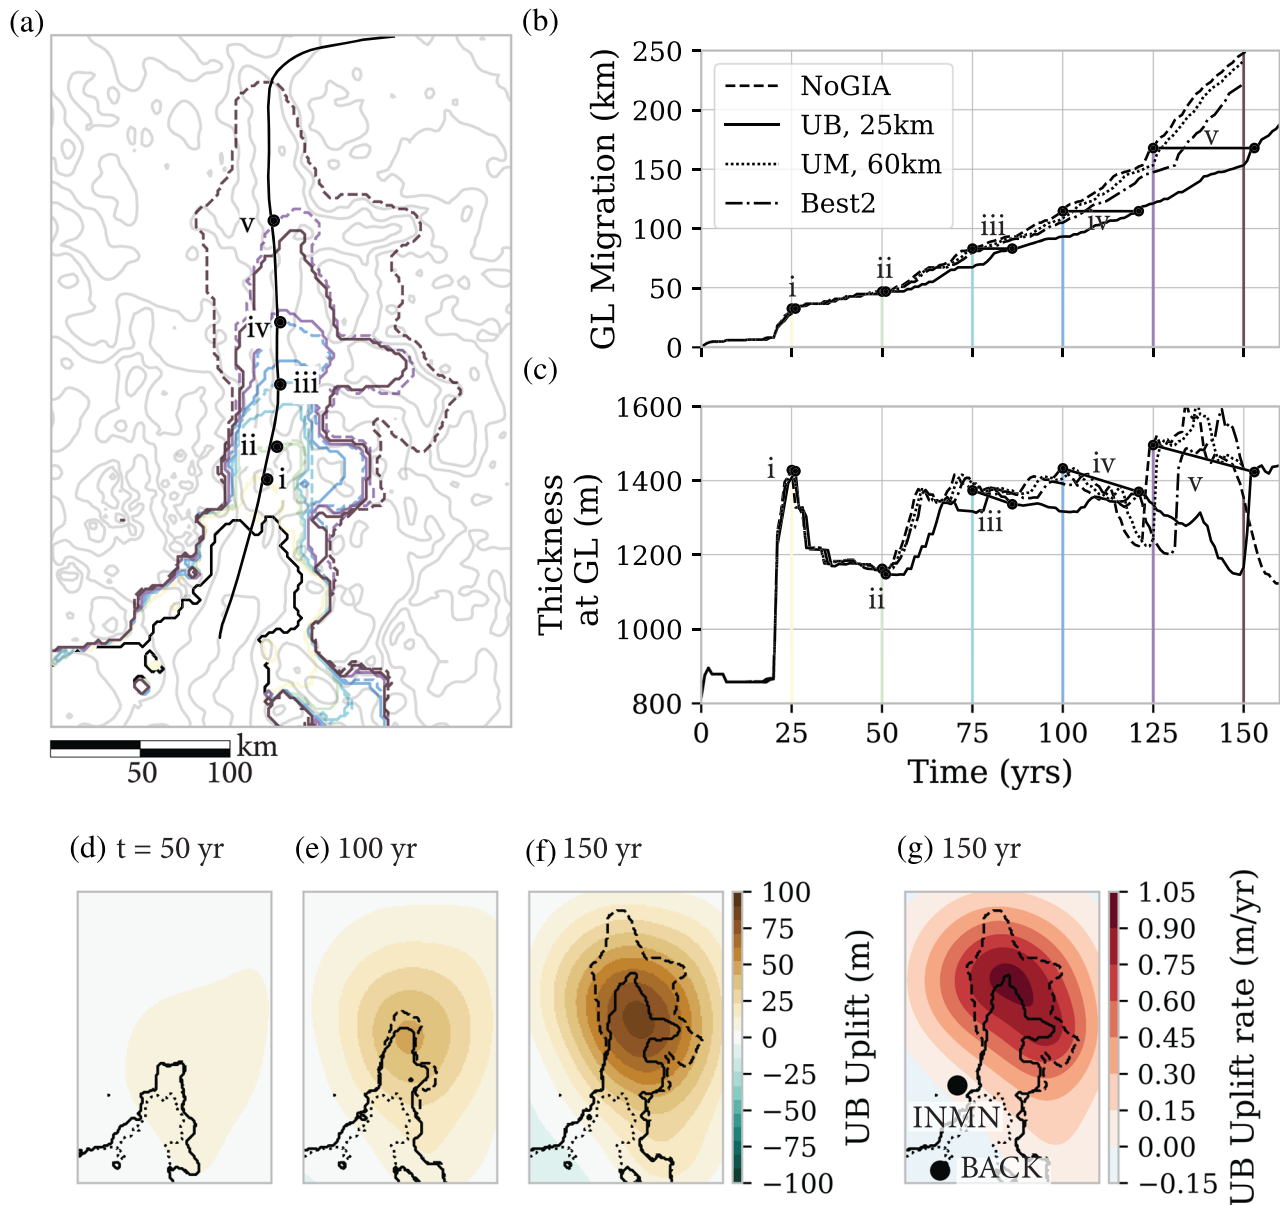 (a)
v
iv
iii
ii
i
km
50 100
(b)
GL Migration (km)
250
200
150
100
50
0
NoGIA
UB, 25km
UM, 60km
Best2
i
ii
iii
iv
v
(c)
Thickness
at GL (m)
1600
1400
1200
1000
800
i
ii
iii
iv
v
0 25 50 75 100 125 150
Time (yrs)
(d) t = 50 yr
(e) 100 yr
(f) 150 yr
100
75
50
25
0
−25
−50
−75
−100
UB Uplift (m)
(g) 150 yr
INMN
BACK
1.05
0.90
0.75
0.60
0.45
0.30
0.15
0.00
−0.15
UB Uplift rate (m/yr)